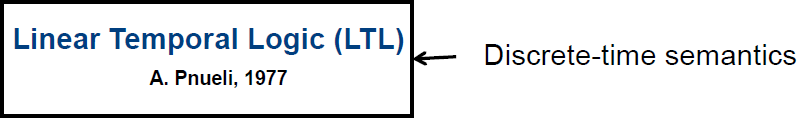 Linear Temporal Logic (LTL)
A. Pnueli, 1977
Discrete-time semantics